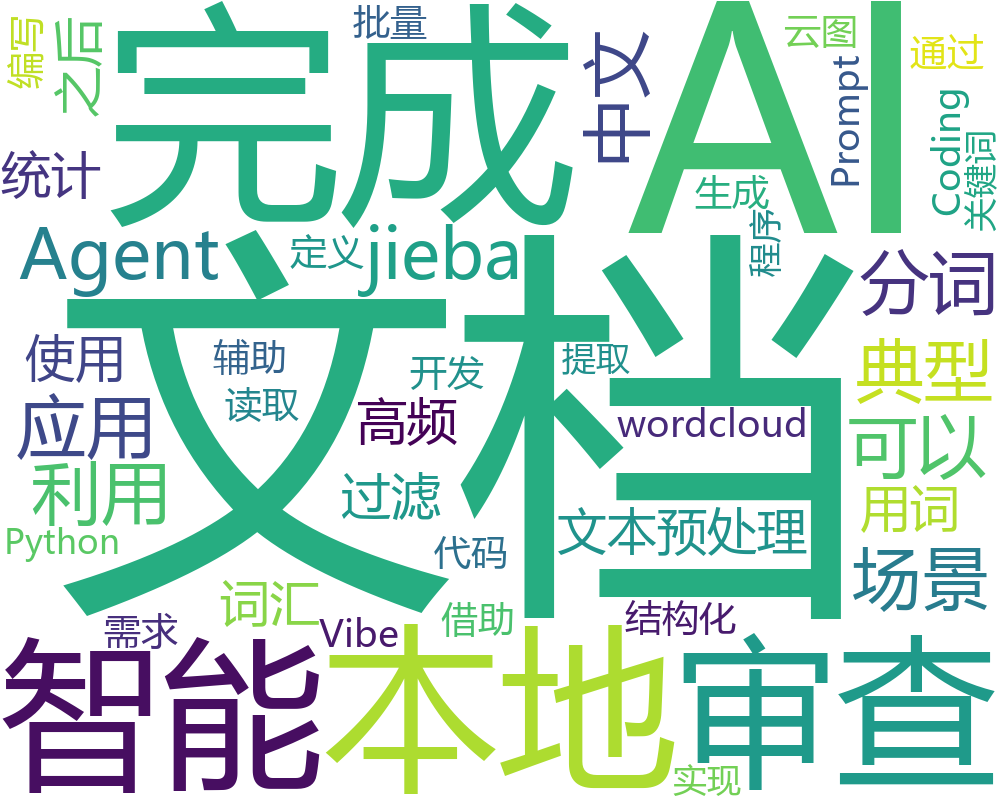 完成
AI
批量
云图
通过
编写
之后
中文
Prompt
Coding
关键词
统计
生成
Agent
定义
jieba
程序
分词
文档
使用
辅助
开发
提取
典型
读取
应用
高频
wordcloud
可以
利用
过滤
用词
文本预处理
Python
代码
场景
词汇
借助
结构化
需求
Vibe
智能
本地
审查
实现